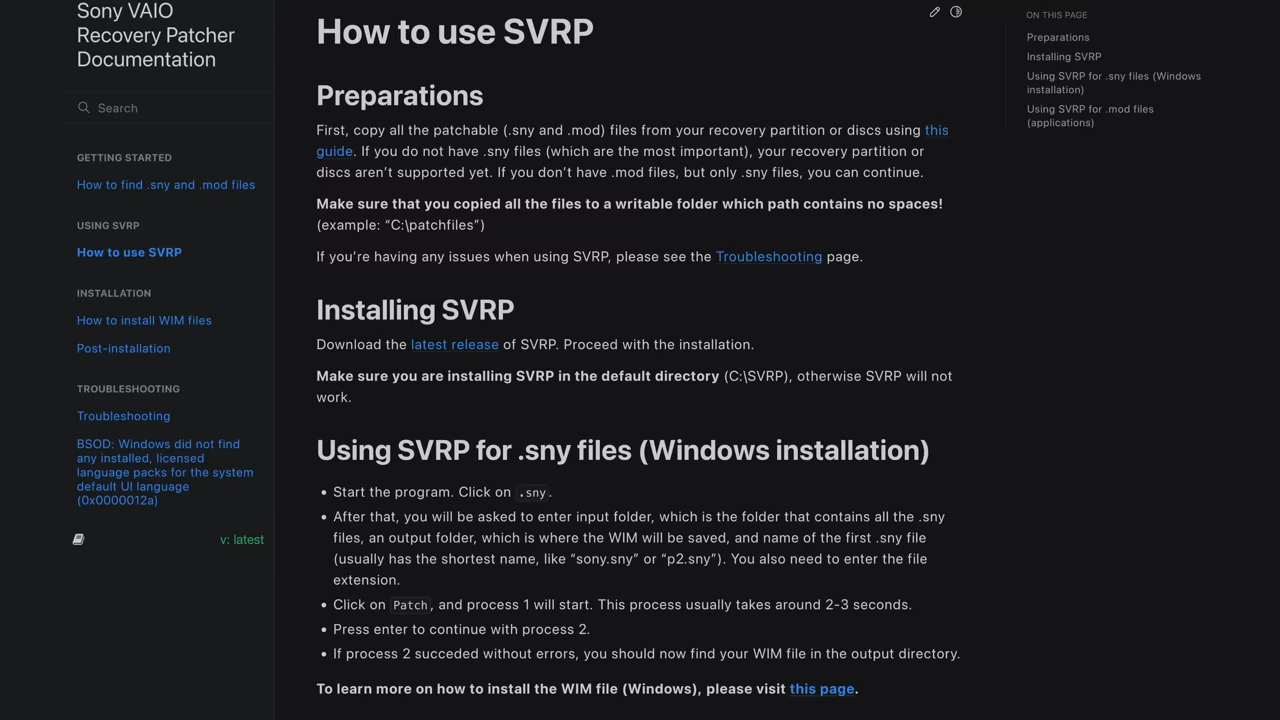 Sony VAIO
Recovery Patcher
Documentation
Search
GETTING STARTED
How to find .sny and .mod files
USING SVRP
How to use SVRP
INSTALLATION
How to install WIM files
Post-installation
TROUBLESHOOTING
Troubleshooting
BSOD: Windows did not find
any installed, licensed
language packs for the system
default UI language
(0x0000012a)
v: latest
How to use SVRP
Preparations
First, copy all the patchable (.sny and .mod) files from your recovery partition or discs using this
guide. If you do not have .sny files (which are the most important), your recovery partition or
discs aren’t supported yet. If you don’t have .mod files, but only .sny files, you can continue.
Make sure that you copied all the files to a writable folder which path contains no spaces!
(example: “C:\patchfiles”)
If you’re having any issues when using SVRP, please see the Troubleshooting page.
Installing SVRP
Download the latest release of SVRP. Proceed with the installation.
Make sure you are installing SVRP in the default directory (C:\SVRP), otherwise SVRP will not
work.
Using SVRP for .sny files (Windows installation)
• Start the program. Click on .sny.
• After that, you will be asked to enter input folder, which is the folder that contains all the .sny
files, an output folder, which is where the WIM will be saved, and name of the first .sny file
(usually has the shortest name, like “sony.sny” or “p2.sny”). You also need to enter the file
extension.
• Click on Patch, and process 1 will start. This process usually takes around 2-3 seconds.
• Press enter to continue with process 2.
• If process 2 succeded without errors, you should now find your WIM file in the output directory.
To learn more on how to install the WIM file (Windows), please visit this page.
ON THIS PAGE
Preparations
Installing SVRP
Using SVRP for .sny files (Windows
installation)
Using SVRP for .mod files
(applications)